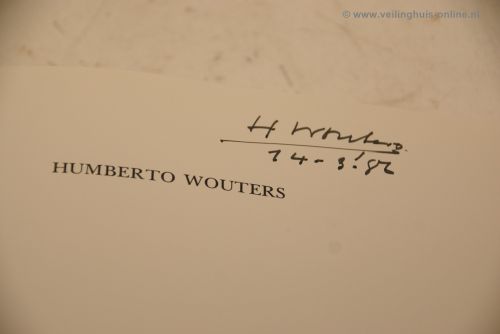 © www.veilinghuis-online.nl
H Wouters.
14-3!'82
HUMBERTO WOUTERS